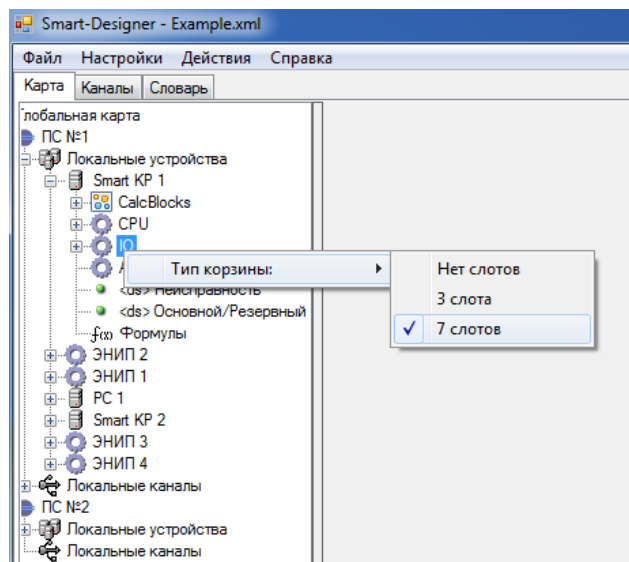 Smart-Designer - Example.xml
Файл Настройки Действия Справка
Карта Каналы Словарь
лобальная карта
ПС №1
Локальные устройства
Smart КР 1
CalcBlocks
CPU
IO
Тип корзины:
Нет слотов
3 слота
7 слотов
<ds> Неисправность
<ds> Основной/Резервный
f(x) Формулы
ЭНИП 2
ЭНИП 1
PC 1
Smart КР 2
ЭНИП 3
ЭНИП 4
Локальные каналы
ПС №2
Локальные устройства
Локальные каналы